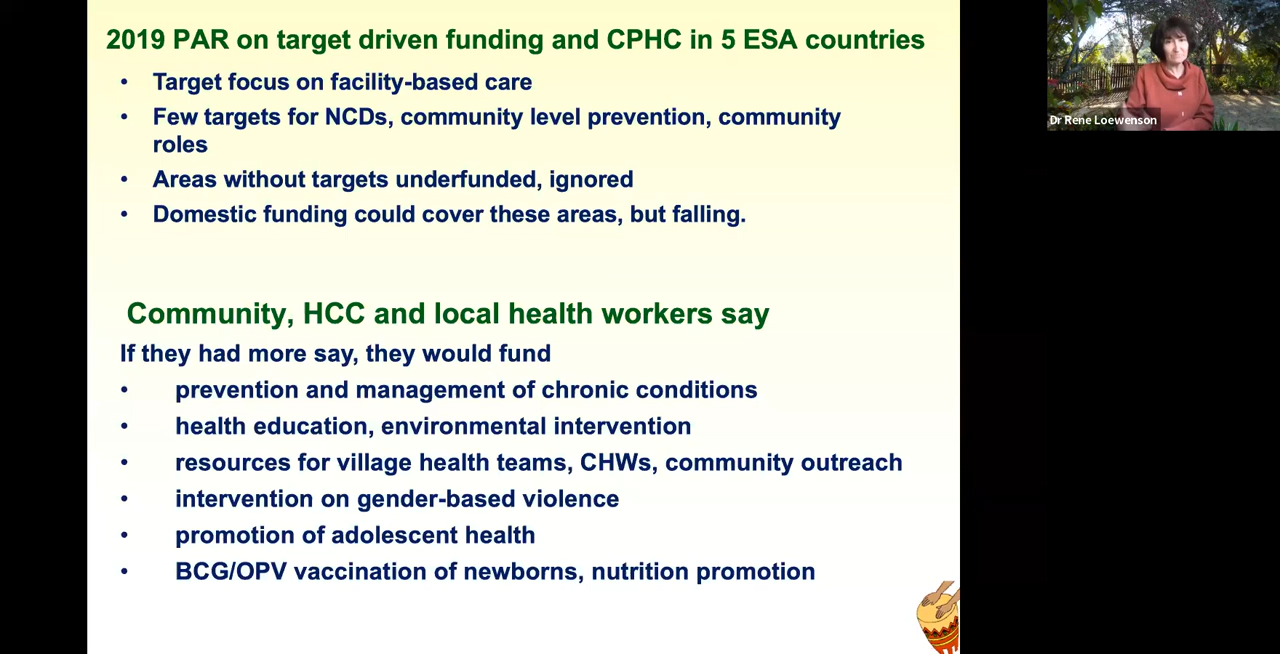 2019 PAR on target driven funding and CPHC in 5 ESA countries
• Target focus on facility-based care
• Few targets for NCDs, community level prevention, community
roles
• Areas without targets underfunded, ignored
• Domestic funding could cover these areas, but falling.
Community, HCC and local health workers say
If they had more say, they would fund
• prevention and management of chronic conditions
• health education, environmental intervention
• resources for village health teams, CHWs, community outreach
• intervention on gender-based violence
• promotion of adolescent health
• BCG/OPV vaccination of newborns, nutrition promotion
Dr Rene Loewenson